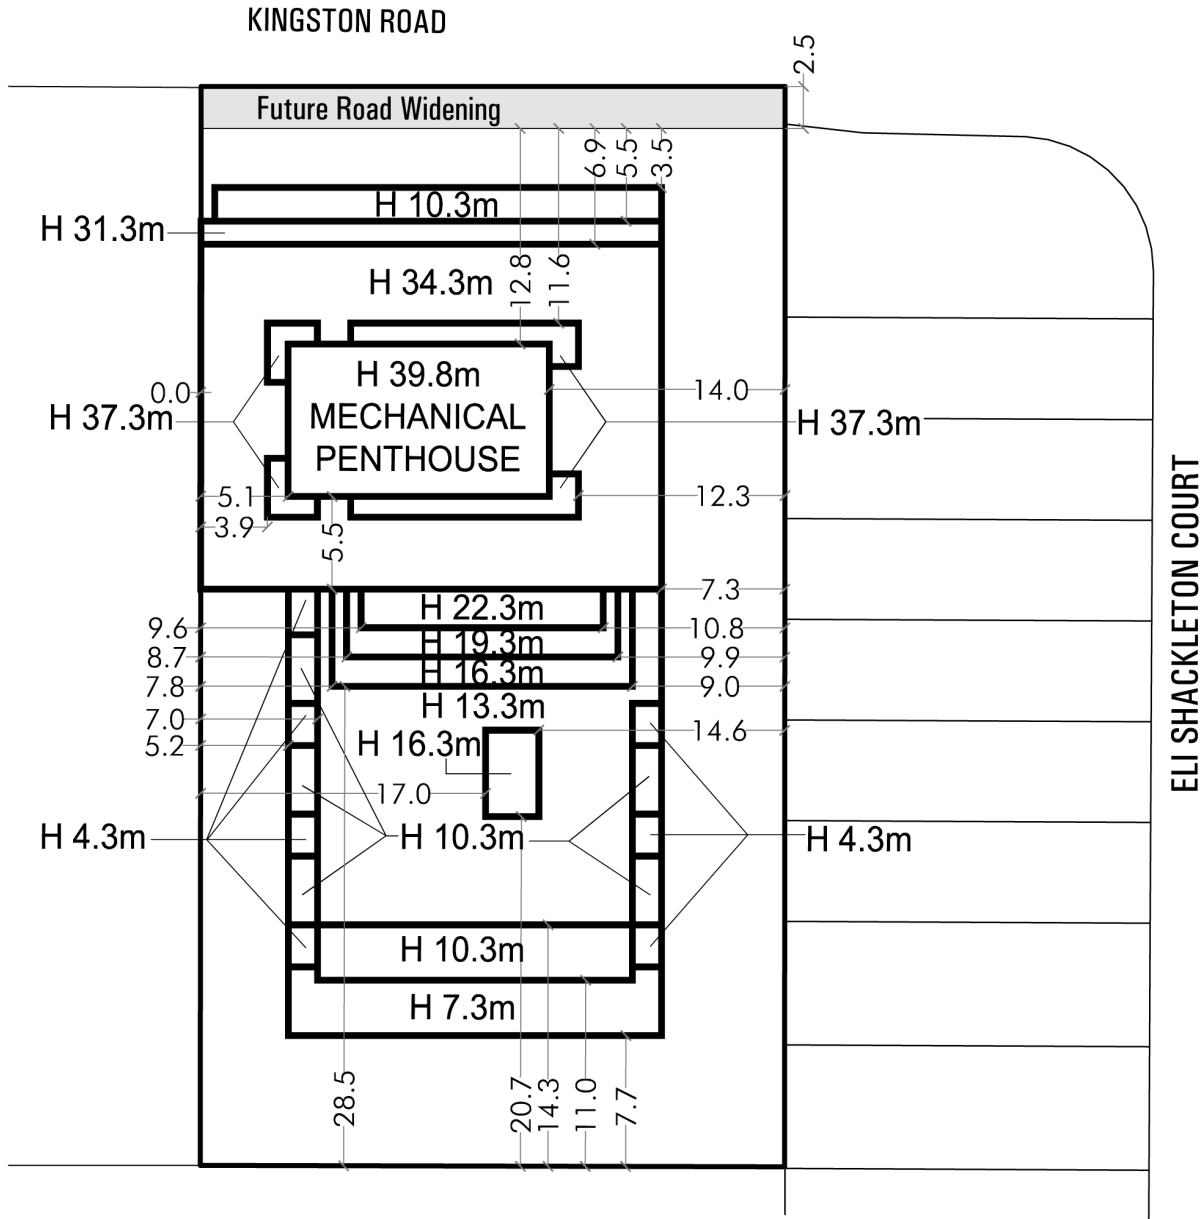 KINGSTON ROAD
2.5
Future Road Widening
6.9
5.5
3.5
H 10.3m
H 31.3m
12.8
11.6
H 34.3m
H 39.8m
MECHANICAL
PENTHOUSE
0.0
14.0
H 37.3m
H 37.3m
5.1
12.3
3.9
5.5
7.3
H 22.3m
9.6
10.8
H 19.3m
8.7
9.9
H 16.3m
7.8
9.0
H 13.3m
7.0
14.6
5.2
H 16.3m
17.0
H 4.3m
H 10.3m
H 4.3m
H 10.3m
H 7.3m
28.5
20.7
14.3
11.0
7.7
ELI SHACKLETON COURT